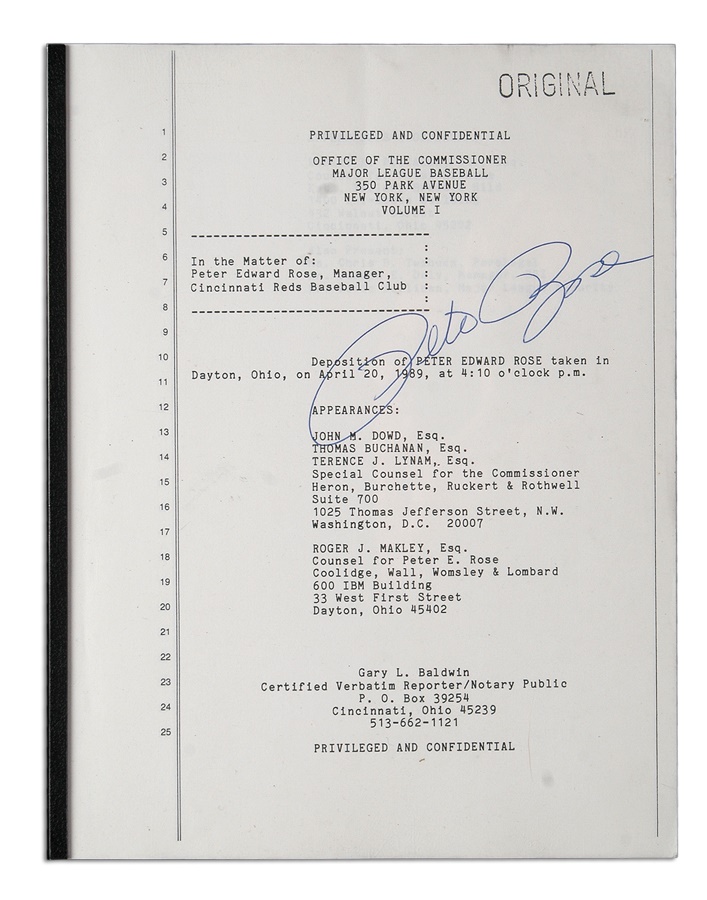 ORIGINAL
1
PRIVILEGED AND CONFIDENTIAL
2
OFFICE OF THE COMMISSIONER
MAJOR LEAGUE BASEBALL
3
350 PARK AVENUE
NEW YORK, NEW YORK
4
VOLUME I
5
-----------------------------------
:
6
In the Matter of: :
Peter Edward Rose, Manager, :
7
Cincinnati Reds Baseball Club :
:
8
-----------------------------------
Pete Rose
9
10
Deposition of PETER EDWARD ROSE taken in
11
Dayton, Ohio, on April 20, 1989, at 4:10 o'clock p.m.
12
APPEARANCES:
13
JOHN M. DOWD, Esq.
THOMAS BUCHANAN, Esq.
14
TERENCE J. LYNAM, Esq.
Special Counsel for the Commissioner
15
Heron, Burchette, Ruckert & Rothwell
Suite 700
16
1025 Thomas Jefferson Street, N.W.
Washington, D.C. 20007
17
ROGER J. MAKLEY, Esq.
18
Counsel for Peter E. Rose
Coolidge, Wall, Womsley & Lombard
19
600 IBM Building
33 West First Street
20
Dayton, Ohio 45402
21
22
Gary L. Baldwin
23
Certified Verbatim Reporter/Notary Public
P. O. Box 39254
24
Cincinnati, Ohio 45239
513-662-1121
25
PRIVILEGED AND CONFIDENTIAL